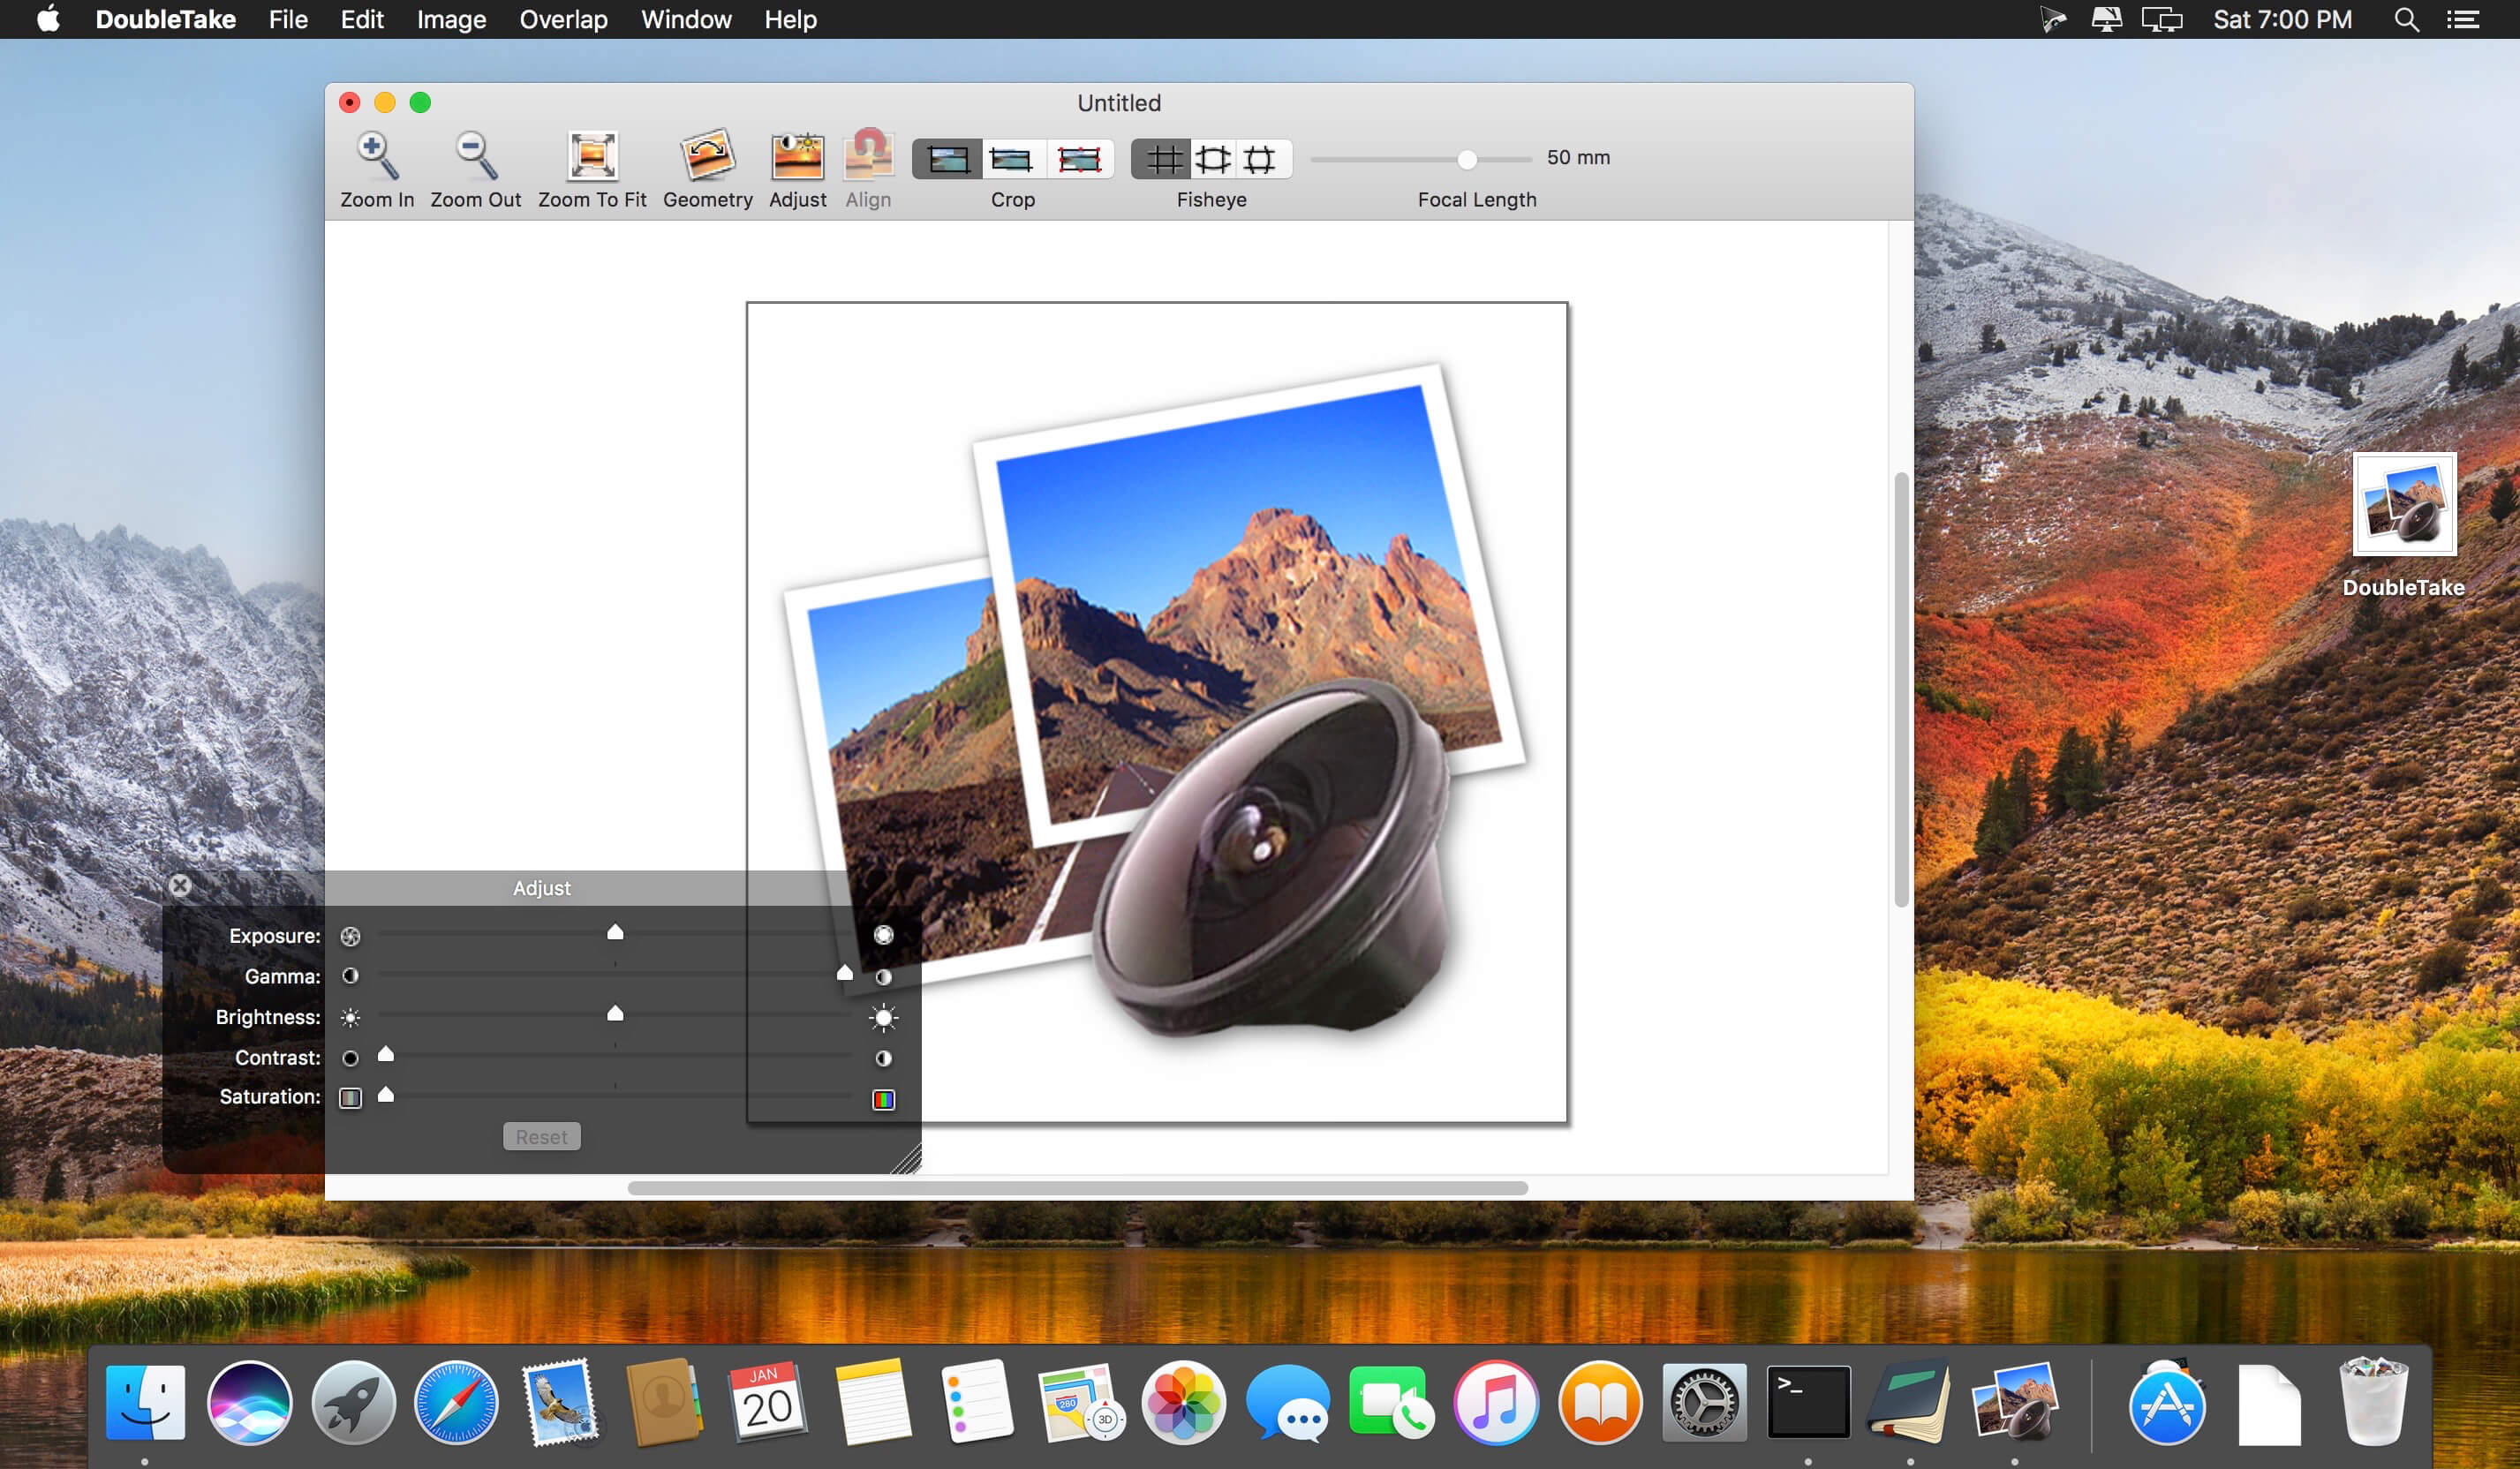 DoubleTake File Edit Image Overlap Window Help Sat 7:00 PM
Untitled
50 mm
Zoom In Zoom Out Zoom To Fit Geometry Adjust Align Crop Fisheye Focal Length
DoubleTake
Adjust
Exposure:
Gamma:
Brightness:
Contrast:
Saturation:
Reset
JAN
20
280
3D
>_